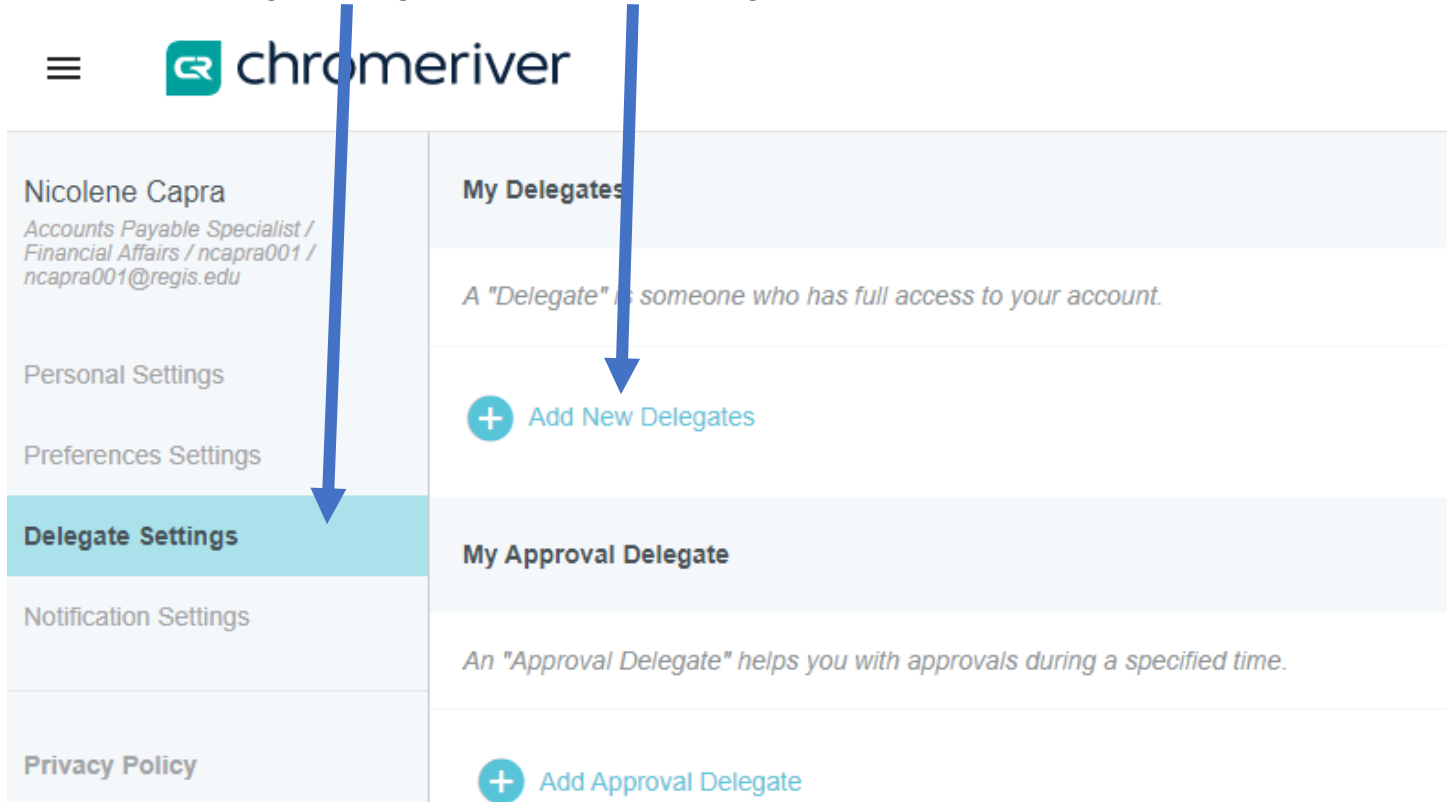 chromeriver
Nicolene Capra
Accounts Payable Specialist /
Financial Affairs / ncapra001 /
ncapra001@regis.edu
Personal Settings
Preferences Settings
Delegate Settings
Notification Settings
Privacy Policy
My Delegates
A "Delegate" is someone who has full access to your account.
Add New Delegates
My Approval Delegate
An "Approval Delegate" helps you with approvals during a specified time.
Add Approval Delegate